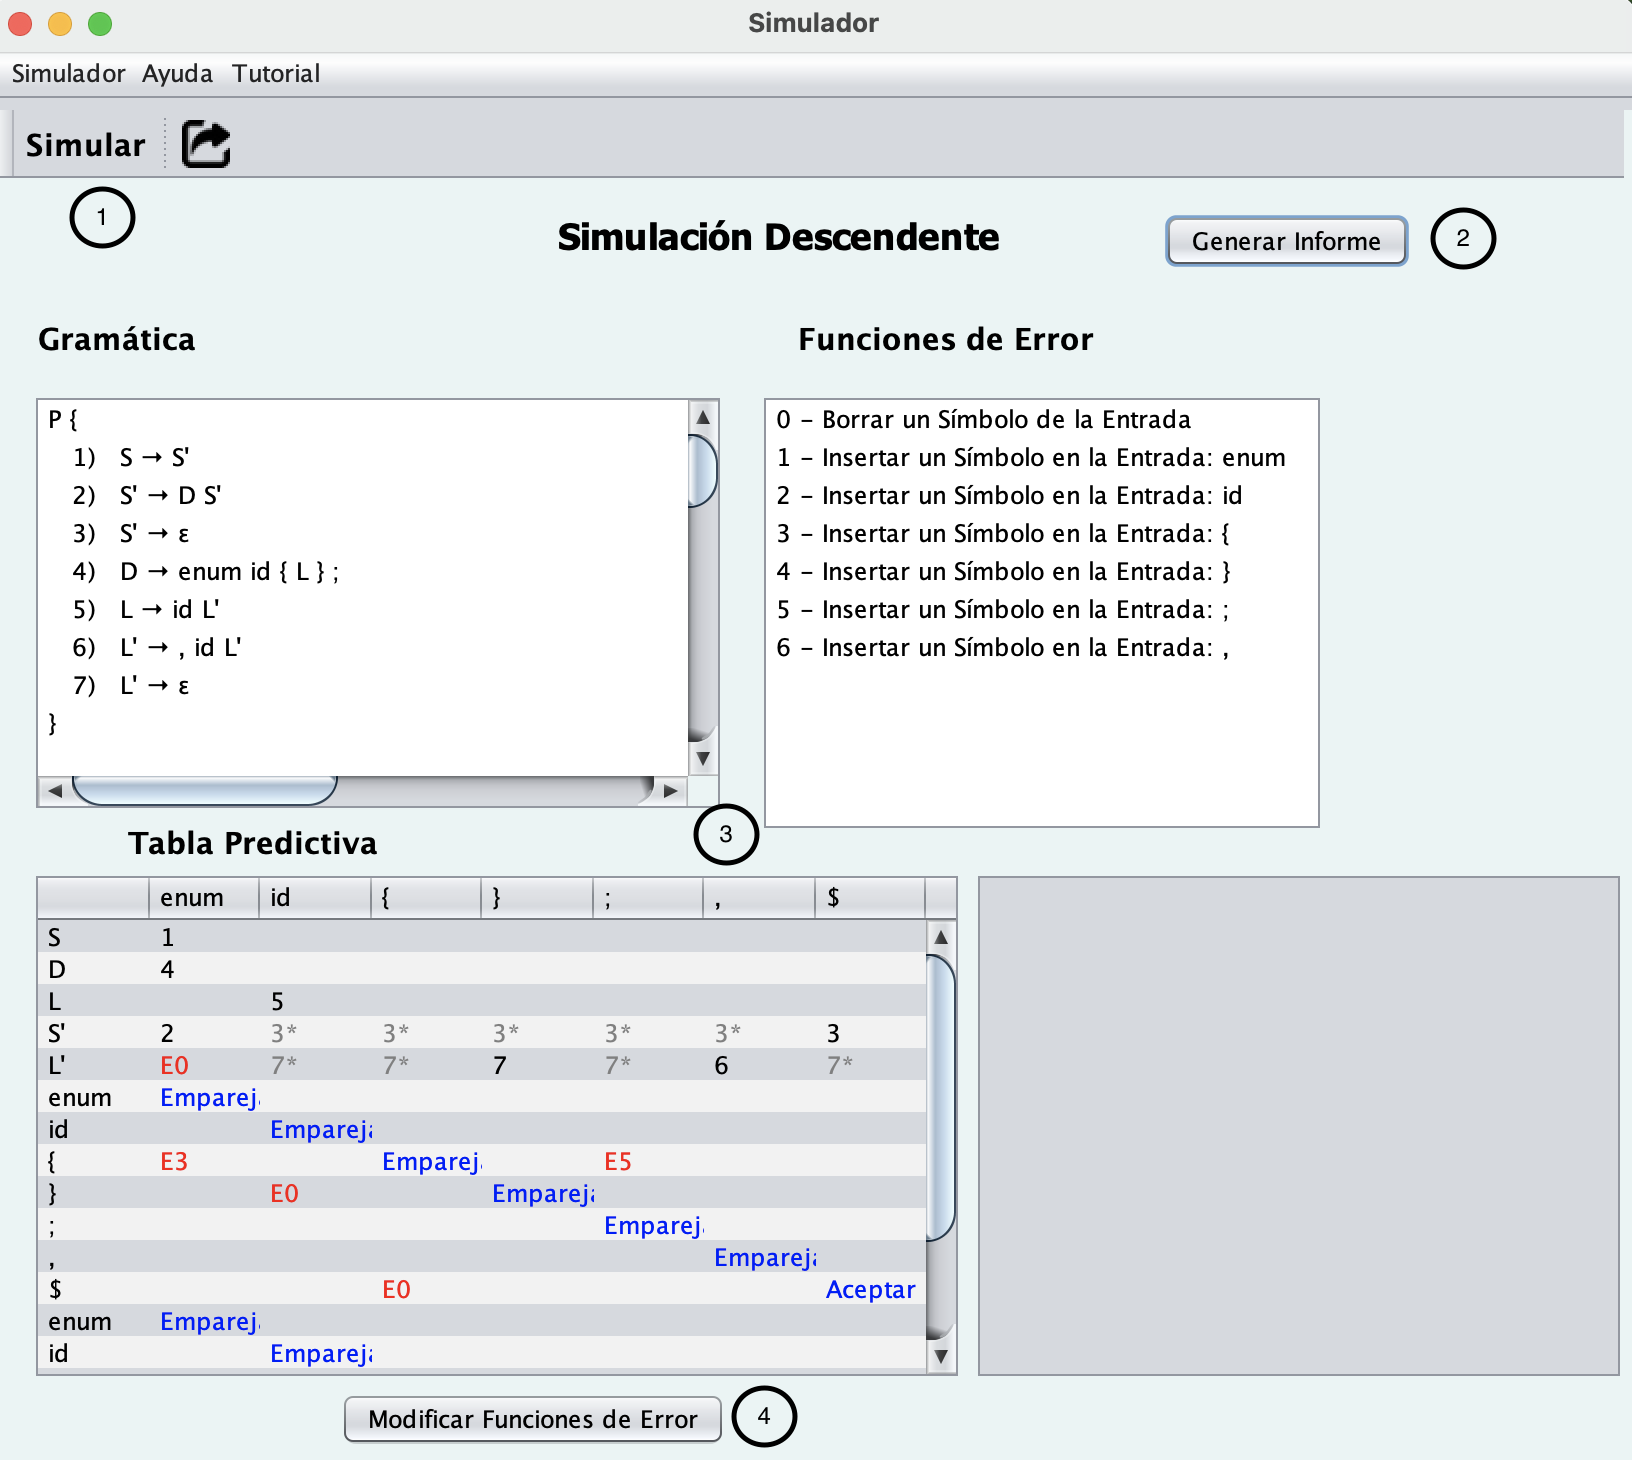 Simulador
Simulador Ayuda Tutorial
Simular
1
Simulación Descendente
Generar Informe
2
Gramática
Funciones de Error
P {
1) S → S'
2) S' → D S'
3) S' → ε
4) D → enum id { L } ;
5) L → id L'
6) L' → , id L'
7) L' → ε
}
0 – Borrar un Símbolo de la Entrada
1 – Insertar un Símbolo en la Entrada: enum
2 – Insertar un Símbolo en la Entrada: id
3 – Insertar un Símbolo en la Entrada: {
4 – Insertar un Símbolo en la Entrada: }
5 – Insertar un Símbolo en la Entrada: ;
6 – Insertar un Símbolo en la Entrada: ,
3
Tabla Predictiva
enum id { } ; , $
S 1
D 4
L 5
S' 2 3* 3* 3* 3* 3* 3
L' E0 7* 7* 7 7* 6 7*
enum Empareja
id Empareja
{ E3 Empareja E5
} E0 Empareja
; Empareja
, Empareja
$ E0 Aceptar
enum Empareja
id Empareja
Modificar Funciones de Error
4